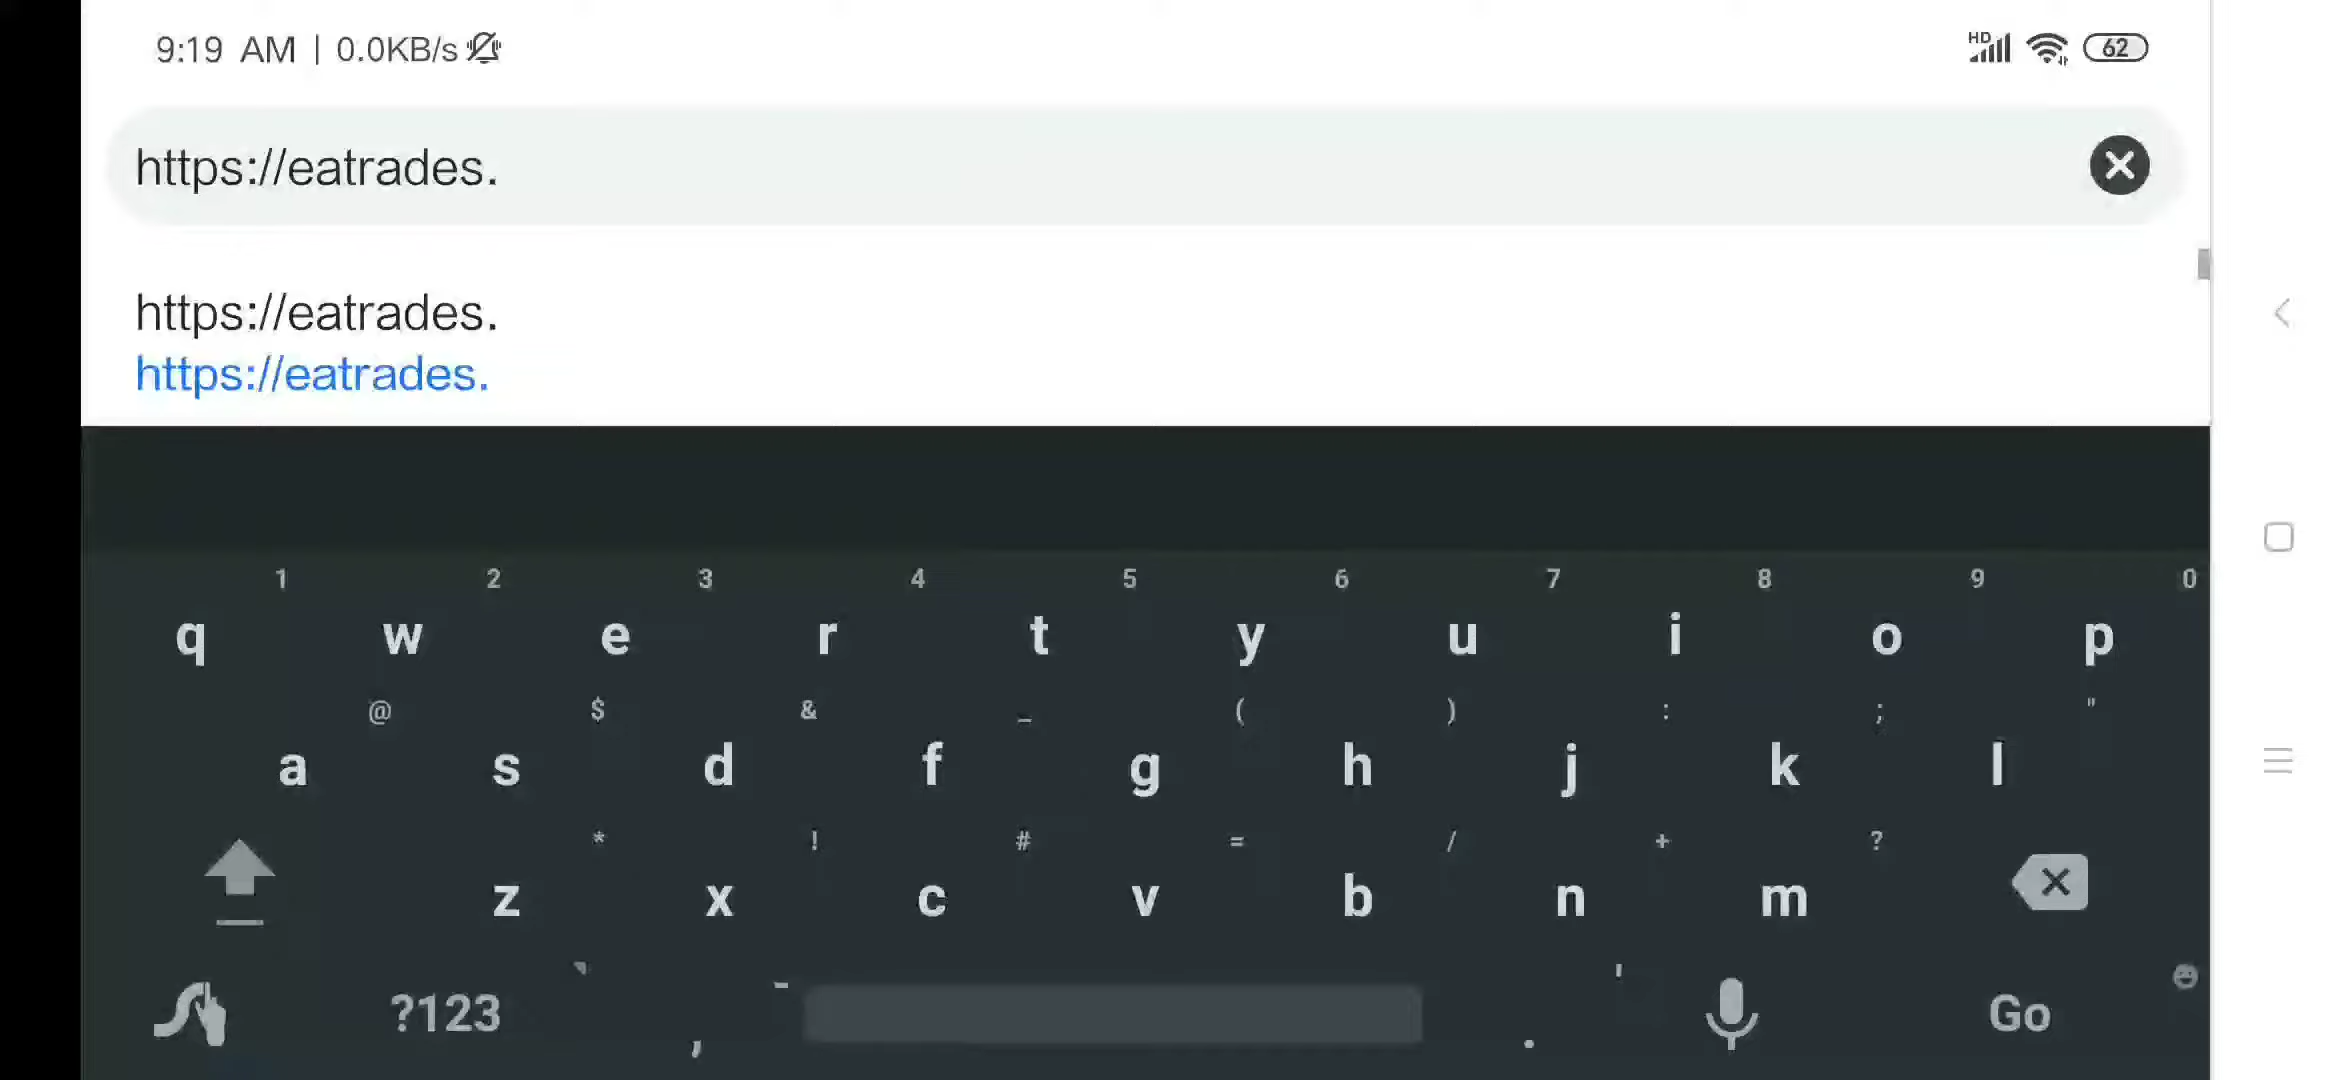 9:19 AM | 0.0KB/s HD 62
https://eatrades.
https://eatrades.
https://eatrades.
1 2 3 4 5 6 7 8 9 0
q w e r t y u i o p
@ $ & _ ( ) : ; "
a s d f g h j k l
* ! # = / + ?
z x c v b n m
- '
?123 , . Go